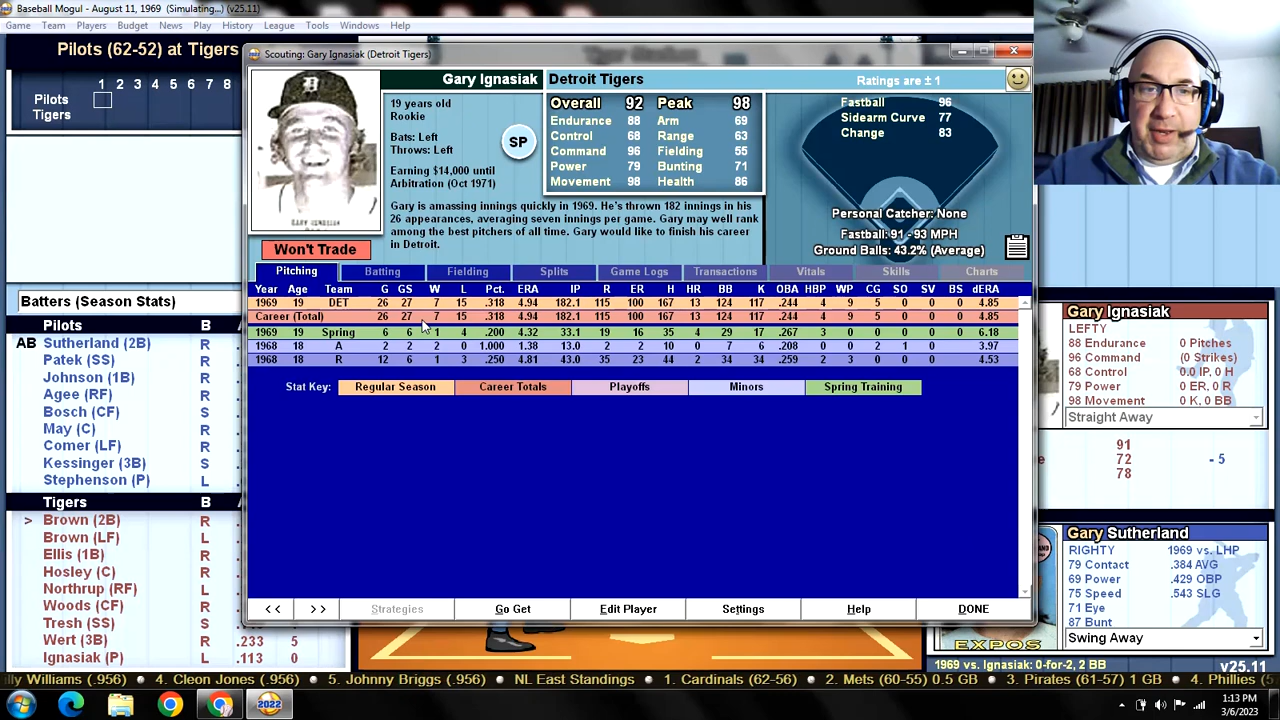 Baseball Mogul - August 11, 1969 (Simulating...) (v25.11)
Game Team Players Budget News Play History League Tools Windows Help
Pilots (62-52) at Tigers
1 2 3 4 5 6 7 8
Pilots
Tigers
Batters (Season Stats)
Pilots B
AB Sutherland (2B) R
Patek (SS) R
Johnson (1B) R
Agee (RF) R
Bosch (CF) S
May (C) R
Comer (LF) R
Kessinger (3B) S
Stephenson (P) L
Tigers B
> Brown (2B) R
Brown (LF) L
Ellis (1B) R
Hosley (C) R
Northrup (RF) L
Woods (CF) R
Tresh (SS) S
Wert (3B) R .233 5
Ignasiak (P) L .113 0
Scouting: Gary Ignasiak (Detroit Tigers)
Gary Ignasiak
19 years old
Rookie
Bats: Left
Throws: Left
Earning $14,000 until
Arbitration (Oct 1971)
SP
Detroit Tigers
Overall 92 Peak 98
Endurance 88 Arm 69
Control 68 Range 63
Command 96 Fielding 55
Power 79 Bunting 71
Movement 98 Health 86
Ratings are ± 1
Fastball 96
Sidearm Curve 77
Change 83
Personal Catcher: None
Fastball: 91 - 93 MPH
Ground Balls: 43.2% (Average)
Gary is amassing innings quickly in 1969. He's thrown 182 innings in his
26 appearances, averaging seven innings per game. Gary may well rank
among the best pitchers of all time. Gary would like to finish his career
in Detroit.
Won't Trade
Pitching Batting Fielding Splits Game Logs Transactions Vitals Skills Charts
Year Age Team G GS W L Pct. ERA IP R ER H HR BB K OBA HBP WP CG SO SV BS dERA
1969 19 DET 26 27 7 15 .318 4.94 182.1 115 100 167 13 124 117 .244 4 9 5 0 0 0 4.85
Career (Total) 26 27 7 15 .318 4.94 182.1 115 100 167 13 124 117 .244 4 9 5 0 0 0 4.85
1969 19 Spring 6 6 1 4 .200 4.32 33.1 19 16 35 4 29 17 .267 3 0 0 0 0 0 6.18
1968 18 A 2 2 2 0 1.000 1.38 13.0 2 2 10 0 7 6 .208 0 0 2 1 0 0 3.97
1968 18 R 12 6 1 3 .250 4.81 43.0 35 23 44 2 34 34 .259 2 3 0 0 0 0 4.53
Stat Key: Regular Season Career Totals Playoffs Minors Spring Training
<< >> Strategies Go Get Edit Player Settings Help DONE
Gary Ignasiak
LEFTY
88 Endurance 0 Pitches
96 Command (0 Strikes)
68 Control 0.0 IP, 0 H
79 Power 0 ER, 0 R
98 Movement 0 K, 0 BB
Straight Away
91
72 - 5
78
Gary Sutherland
RIGHTY 1969 vs. LHP
79 Contact .384 AVG
69 Power .429 OBP
75 Speed .543 SLG
71 Eye
87 Bunt
Swing Away
EXPOS
1969 vs. Ignasiak: 0-for-2, 2 BB
v25.11
illy Williams (.956) 4. Cleon Jones (.956) 5. Johnny Briggs (.956) NL East Standings 1. Cardinals (62-56) 2. Mets (60-55) 0.5 GB 3. Pirates (61-57) 1 GB 4. Phillies
2022
1:13 PM
3/6/2023